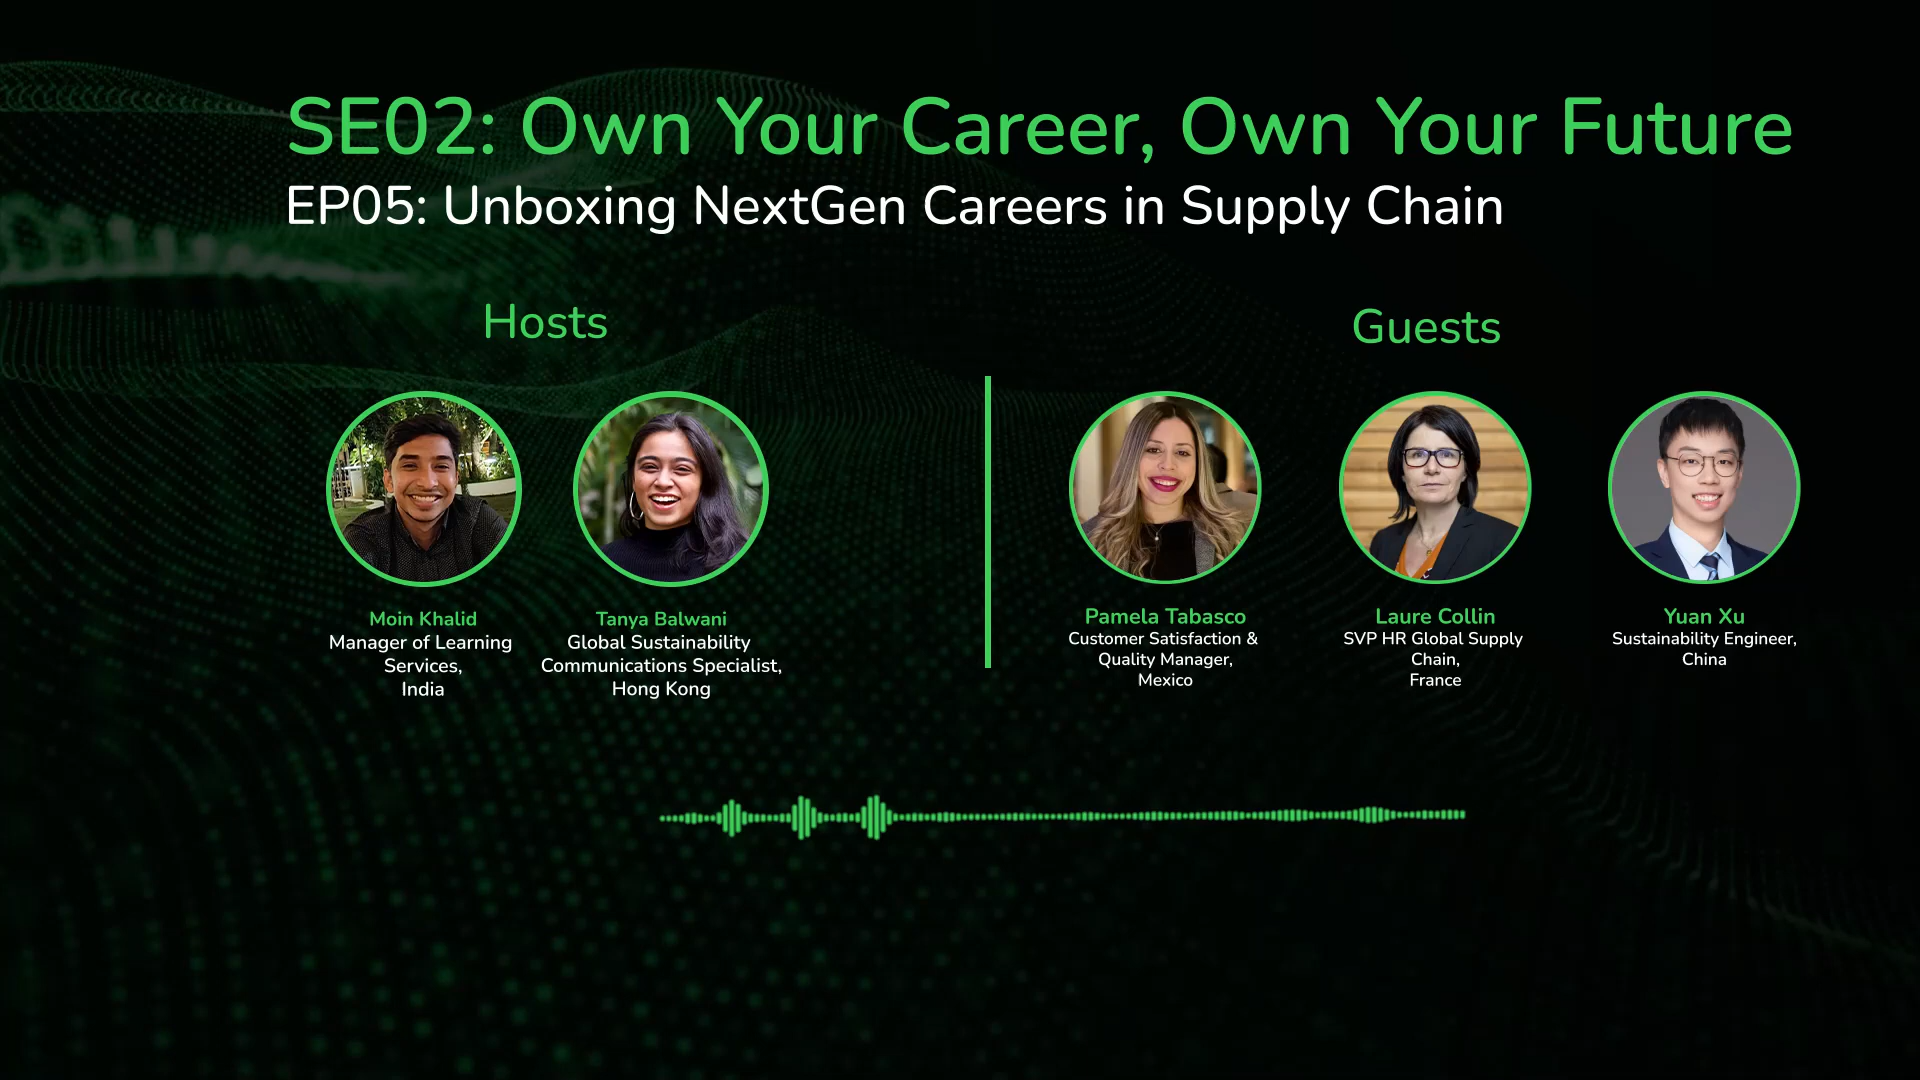 SE02: Own Your Career, Own Your Future
EP05: Unboxing NextGen Careers in Supply Chain
Hosts
Guests
Moin Khalid
Manager of Learning
Services,
India
Tanya Balwani
Global Sustainability
Communications Specialist,
Hong Kong
Pamela Tabasco
Customer Satisfaction &
Quality Manager,
Mexico
Laure Collin
SVP HR Global Supply
Chain,
France
Yuan Xu
Sustainability Engineer,
China